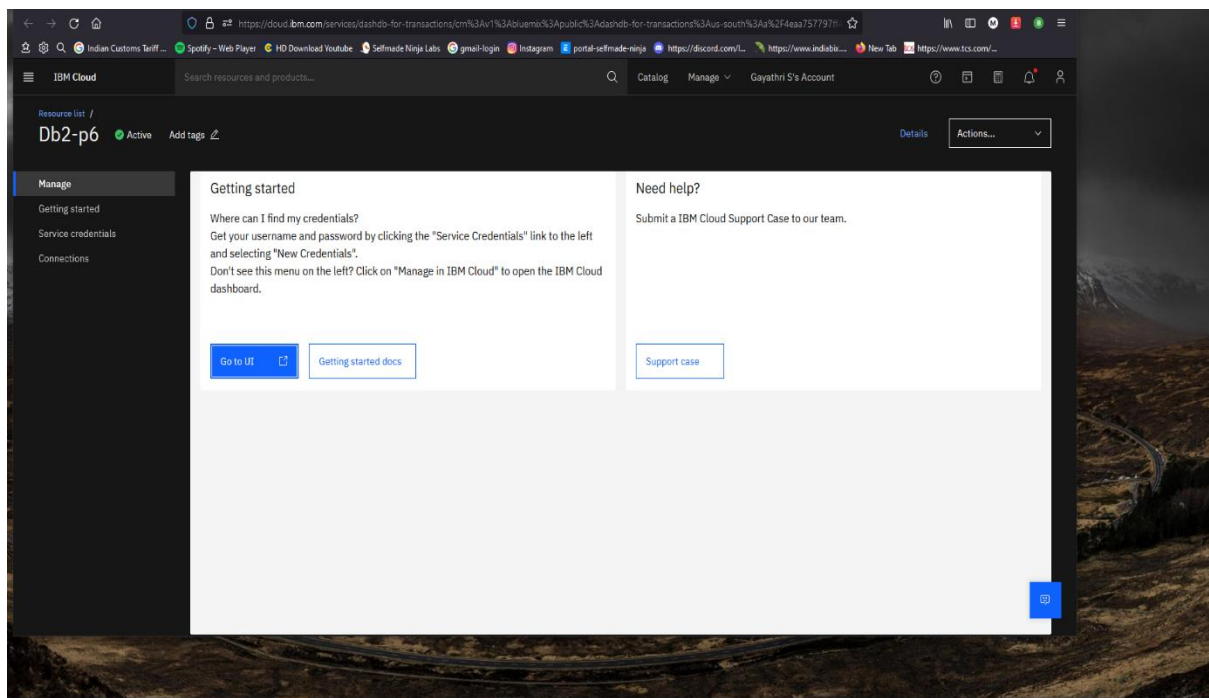 https://cloud.ibm.com/services/dashdb-for-transactions/crn%3Av1%3Abluemix%3Apublic%3Adashdb-for-transactions%3Aus-south%3Aa%2F4eaa757797f
Indian Customs Tariff ... Spotify – Web Player HD Download Youtube Selfmade Ninja Labs gmail-login Instagram portal-selfmade-ninja https://discord.com/l... https://www.indiabix.... New Tab https://www.tcs.com/...
IBM Cloud Search resources and products... Catalog Manage Gayathri S's Account
Resource list /
Db2-p6 Active Add tags Details Actions...
Manage
Getting started
Service credentials
Connections
Getting started
Where can I find my credentials?
Get your username and password by clicking the "Service Credentials" link to the left
and selecting "New Credentials".
Don't see this menu on the left? Click on "Manage in IBM Cloud" to open the IBM Cloud
dashboard.
Go to UI Getting started docs
Need help?
Submit a IBM Cloud Support Case to our team.
Support case